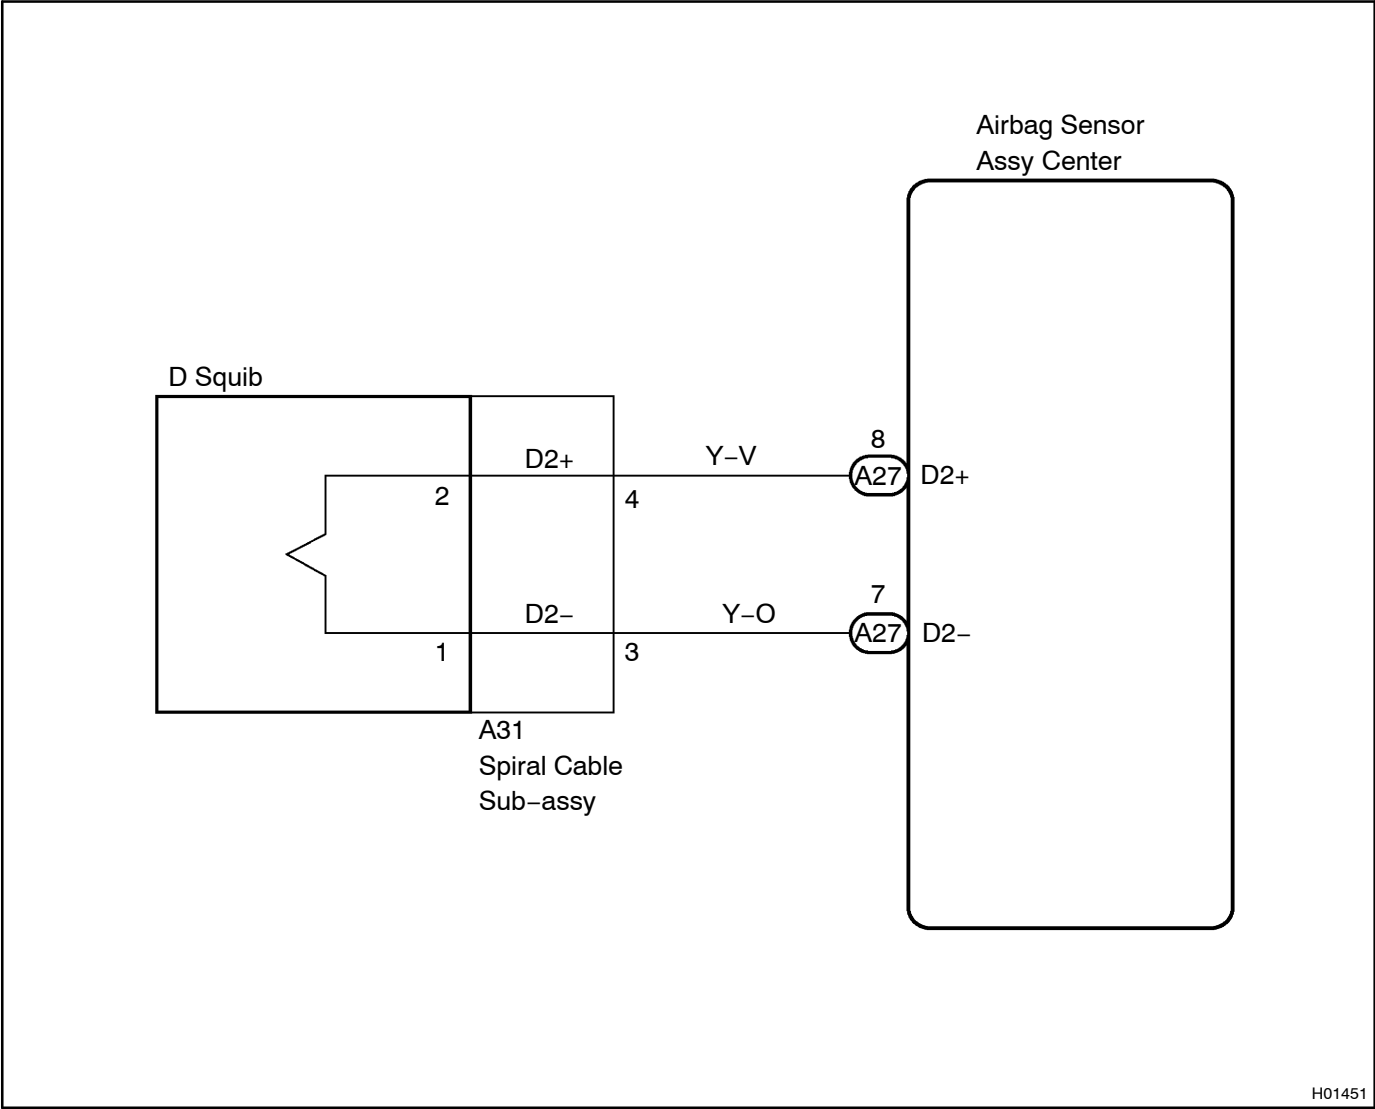 Airbag Sensor
Assy Center
D Squib
8
D2+
Y−V
A27
D2+
2
4
7
D2−
Y−O
A27
D2−
1
3
A31
Spiral Cable
Sub−assy
H01451